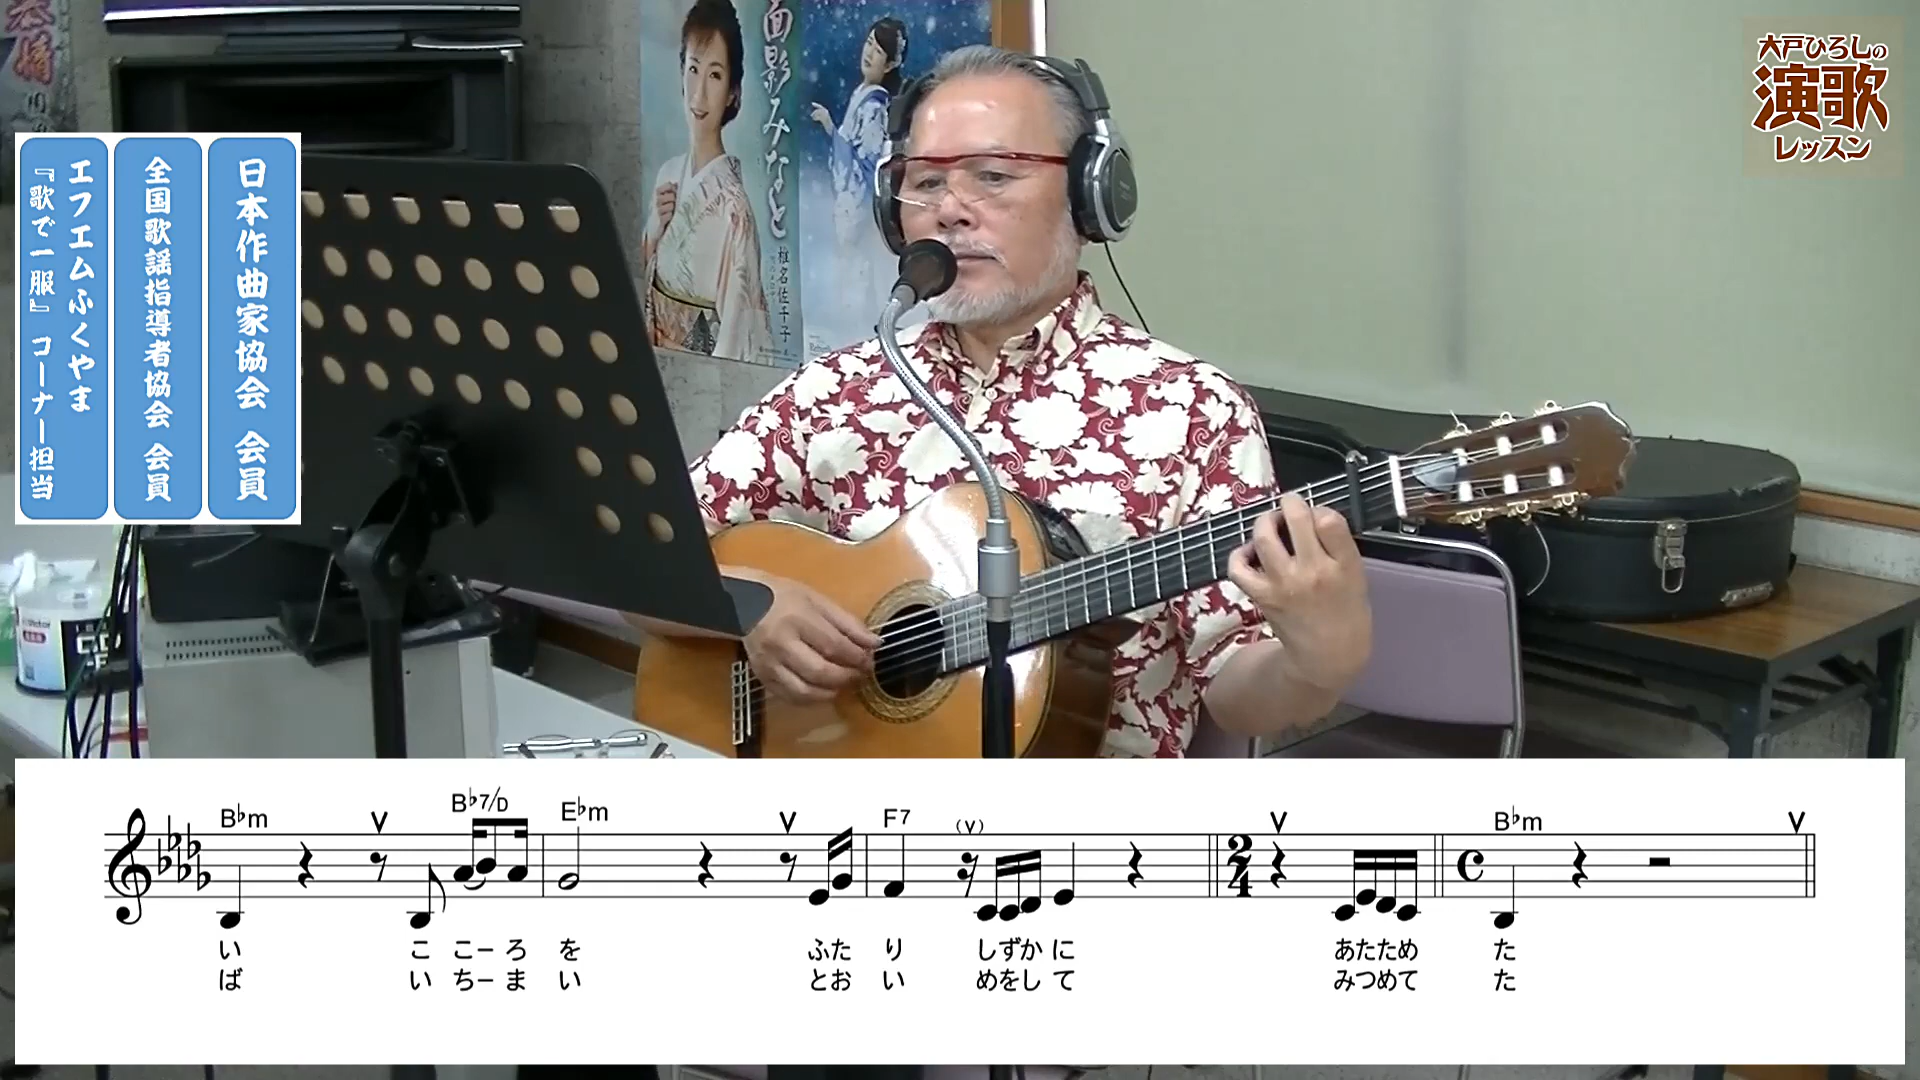 大戸ひろしの
演歌
レッスン
日本作曲家協会 会員
全国歌謡指導者協会 会員
エフエムふくやま
『歌で一服』 コーナー担当
面影みなと
椎名佐千子
B♭m
B♭7/D
E♭m
F7
(V)
B♭m
い こ こー ろ を ふた り しずか に あたため た
ば い ちー ま い とお い めをし て みつめて た